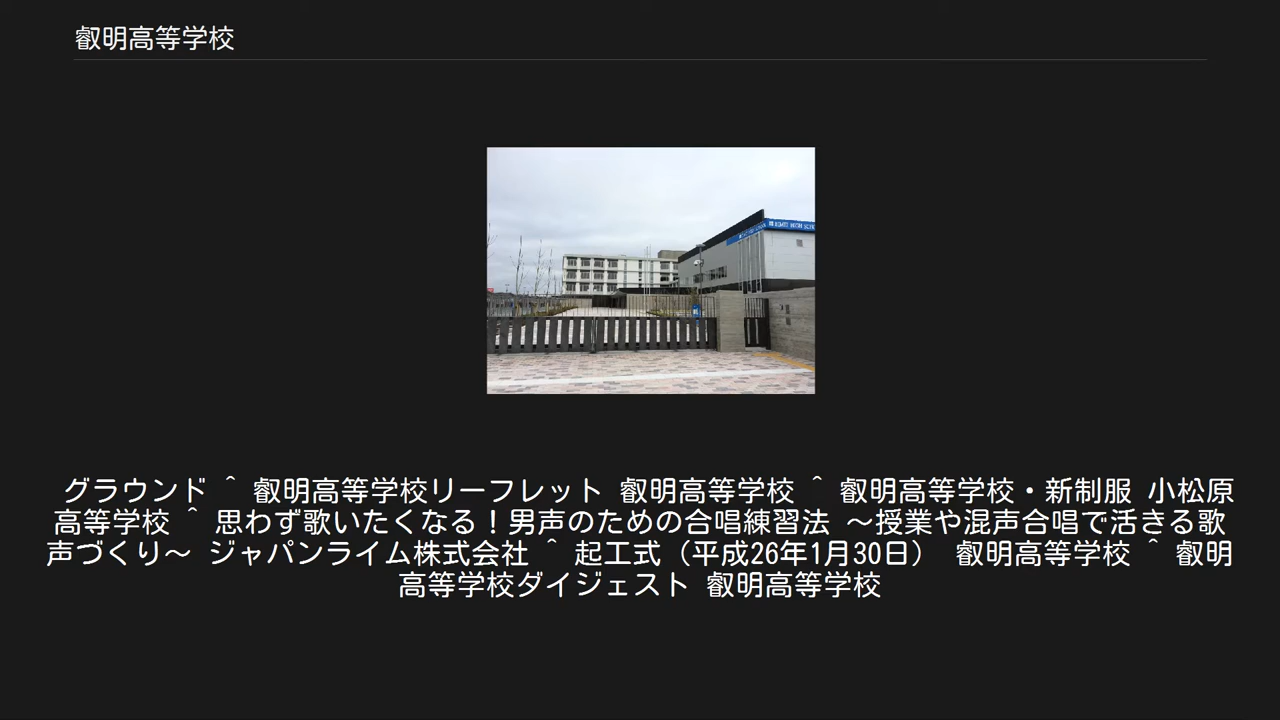 叡明高等学校
グラウンド ^ 叡明高等学校リーフレット 叡明高等学校 ^ 叡明高等学校・新制服 小松原
高等学校 ^ 思わず歌いたくなる！男声のための合唱練習法 〜授業や混声合唱で活きる歌
声づくり〜 ジャパンライム株式会社 ^ 起工式（平成26年1月30日） 叡明高等学校 ^ 叡明
高等学校ダイジェスト 叡明高等学校